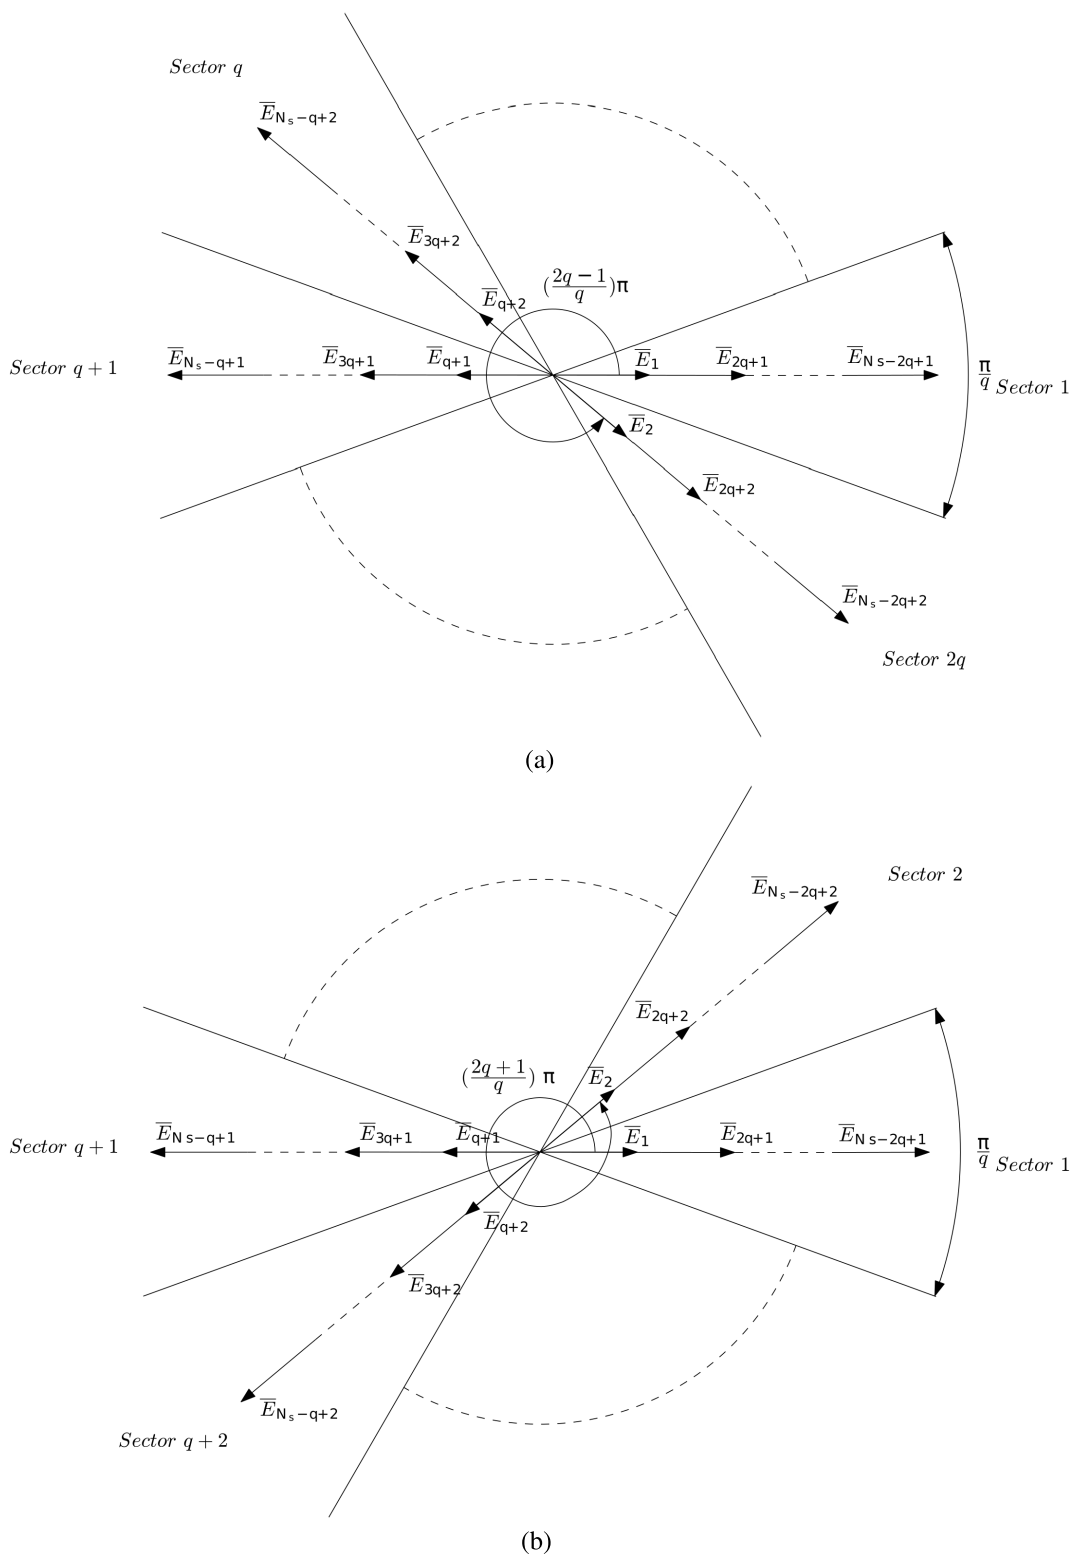 Sector q
E̅Ns−q+2
E̅3q+2
E̅q+2
(2q − 1/q)π
Sector q + 1
E̅Ns−q+1
E̅3q+1
E̅q+1
E̅1
E̅2q+1
E̅Ns−2q+1
π/q
Sector 1
E̅2
E̅2q+2
E̅Ns−2q+2
Sector 2q
(a)
E̅Ns−2q+2
Sector 2
E̅2q+2
(2q + 1/q) π
E̅2
Sector q + 1
E̅Ns−q+1
E̅3q+1
E̅q+1
E̅1
E̅2q+1
E̅Ns−2q+1
π/q
Sector 1
E̅q+2
E̅3q+2
E̅Ns−q+2
Sector q + 2
(b)